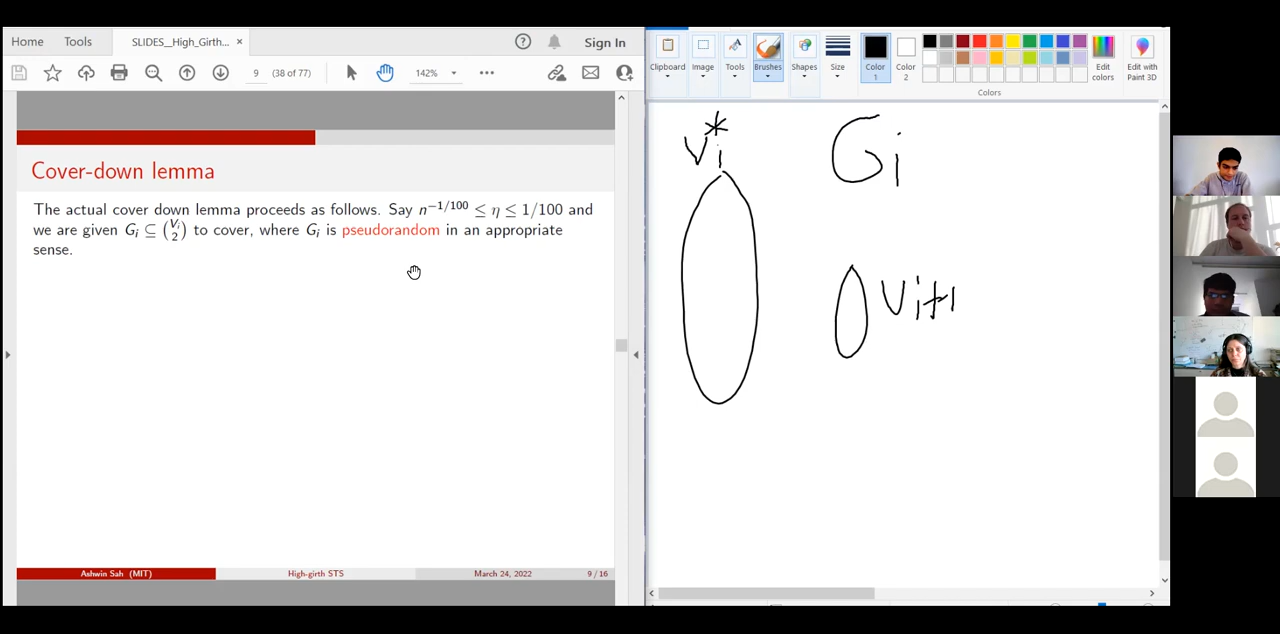 Home
Tools
SLIDES__High_Girth...
×
Sign In
9
(38 of 77)
142%
Cover-down lemma
The actual cover down lemma proceeds as follows. Say n^{−1/100} ≤ η ≤ 1/100 and
we are given G_i ⊆ (V_i 2) to cover, where G_i is pseudorandom in an appropriate
sense.
Ashwin Sah (MIT)
High-girth STS
March 24, 2022
9 / 16
Clipboard
Image
Tools
Brushes
Shapes
Size
Color
1
Color
2
Edit
colors
Edit with
Paint 3D
Colors
V_i^*
G_i
V_{i+1}